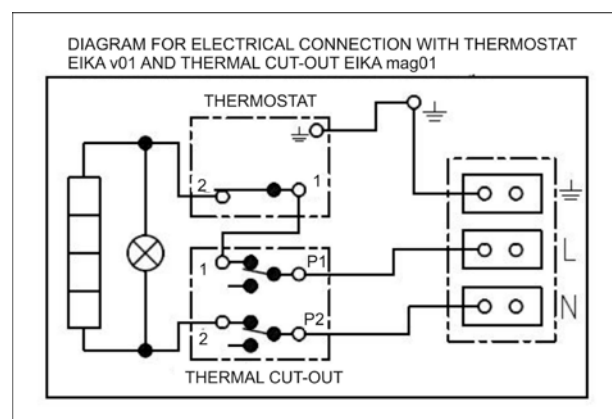 DIAGRAM FOR ELECTRICAL CONNECTION WITH THERMOSTAT
EIKA v01 AND THERMAL CUT-OUT EIKA mag01
THERMOSTAT
2
1
1
P1
L
2
P2
N
THERMAL CUT-OUT